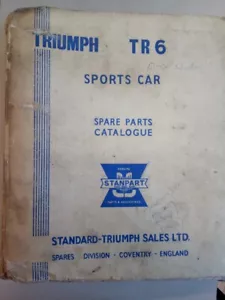 TRIUMPH TR6
SPORTS CAR
SPARE PARTS
CATALOGUE
STANPART
STANDARD-TRIUMPH SALES LTD.
SPARES DIVISION · COVENTRY · ENGLAND